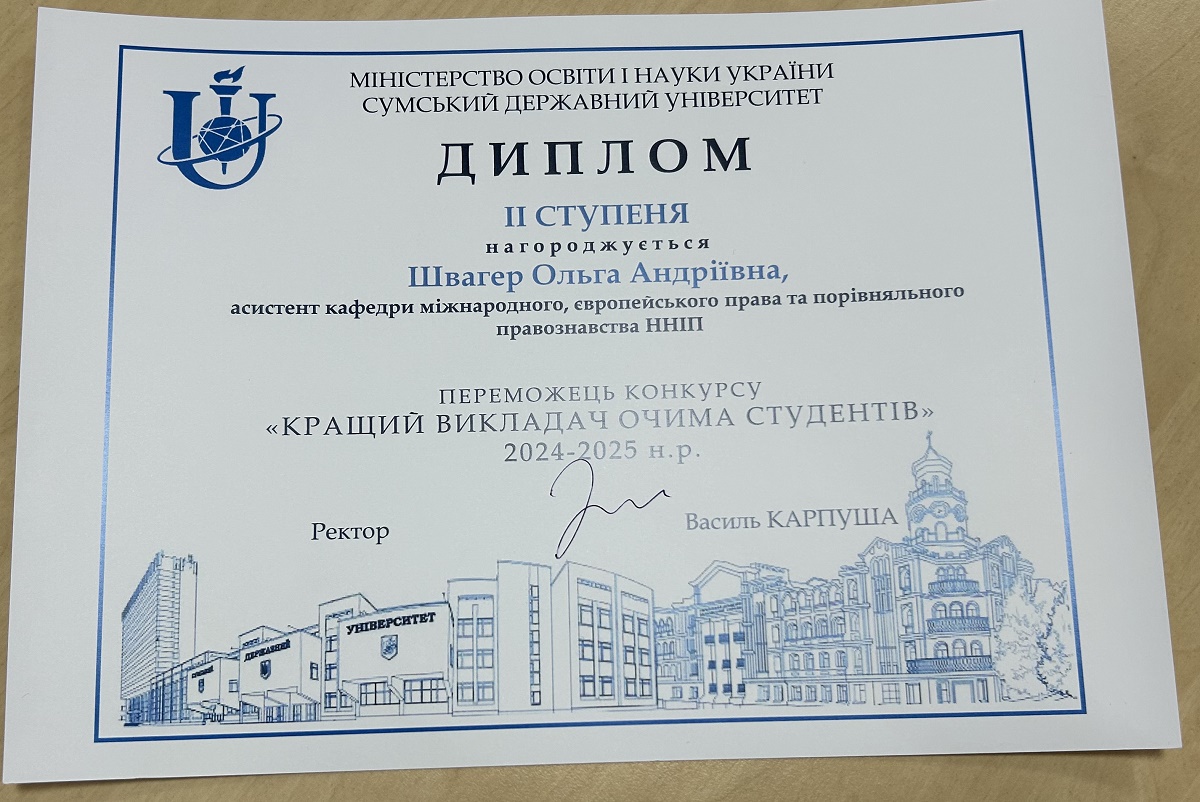 МІНІСТЕРСТВО ОСВІТИ І НАУКИ УКРАЇНИ
СУМСЬКИЙ ДЕРЖАВНИЙ УНІВЕРСИТЕТ
ДИПЛОМ
ІІ СТУПЕНЯ
нагороджується
Швагер Ольга Андріївна,
асистент кафедри міжнародного, європейського права та порівняльного
правознавства ННІП
ПЕРЕМОЖЕЦЬ КОНКУРСУ
«КРАЩИЙ ВИКЛАДАЧ ОЧИМА СТУДЕНТІВ»
2024-2025 н.р.
Ректор
Василь КАРПУША
ДЕРЖАВНИЙ
УНІВЕРСИТЕТ